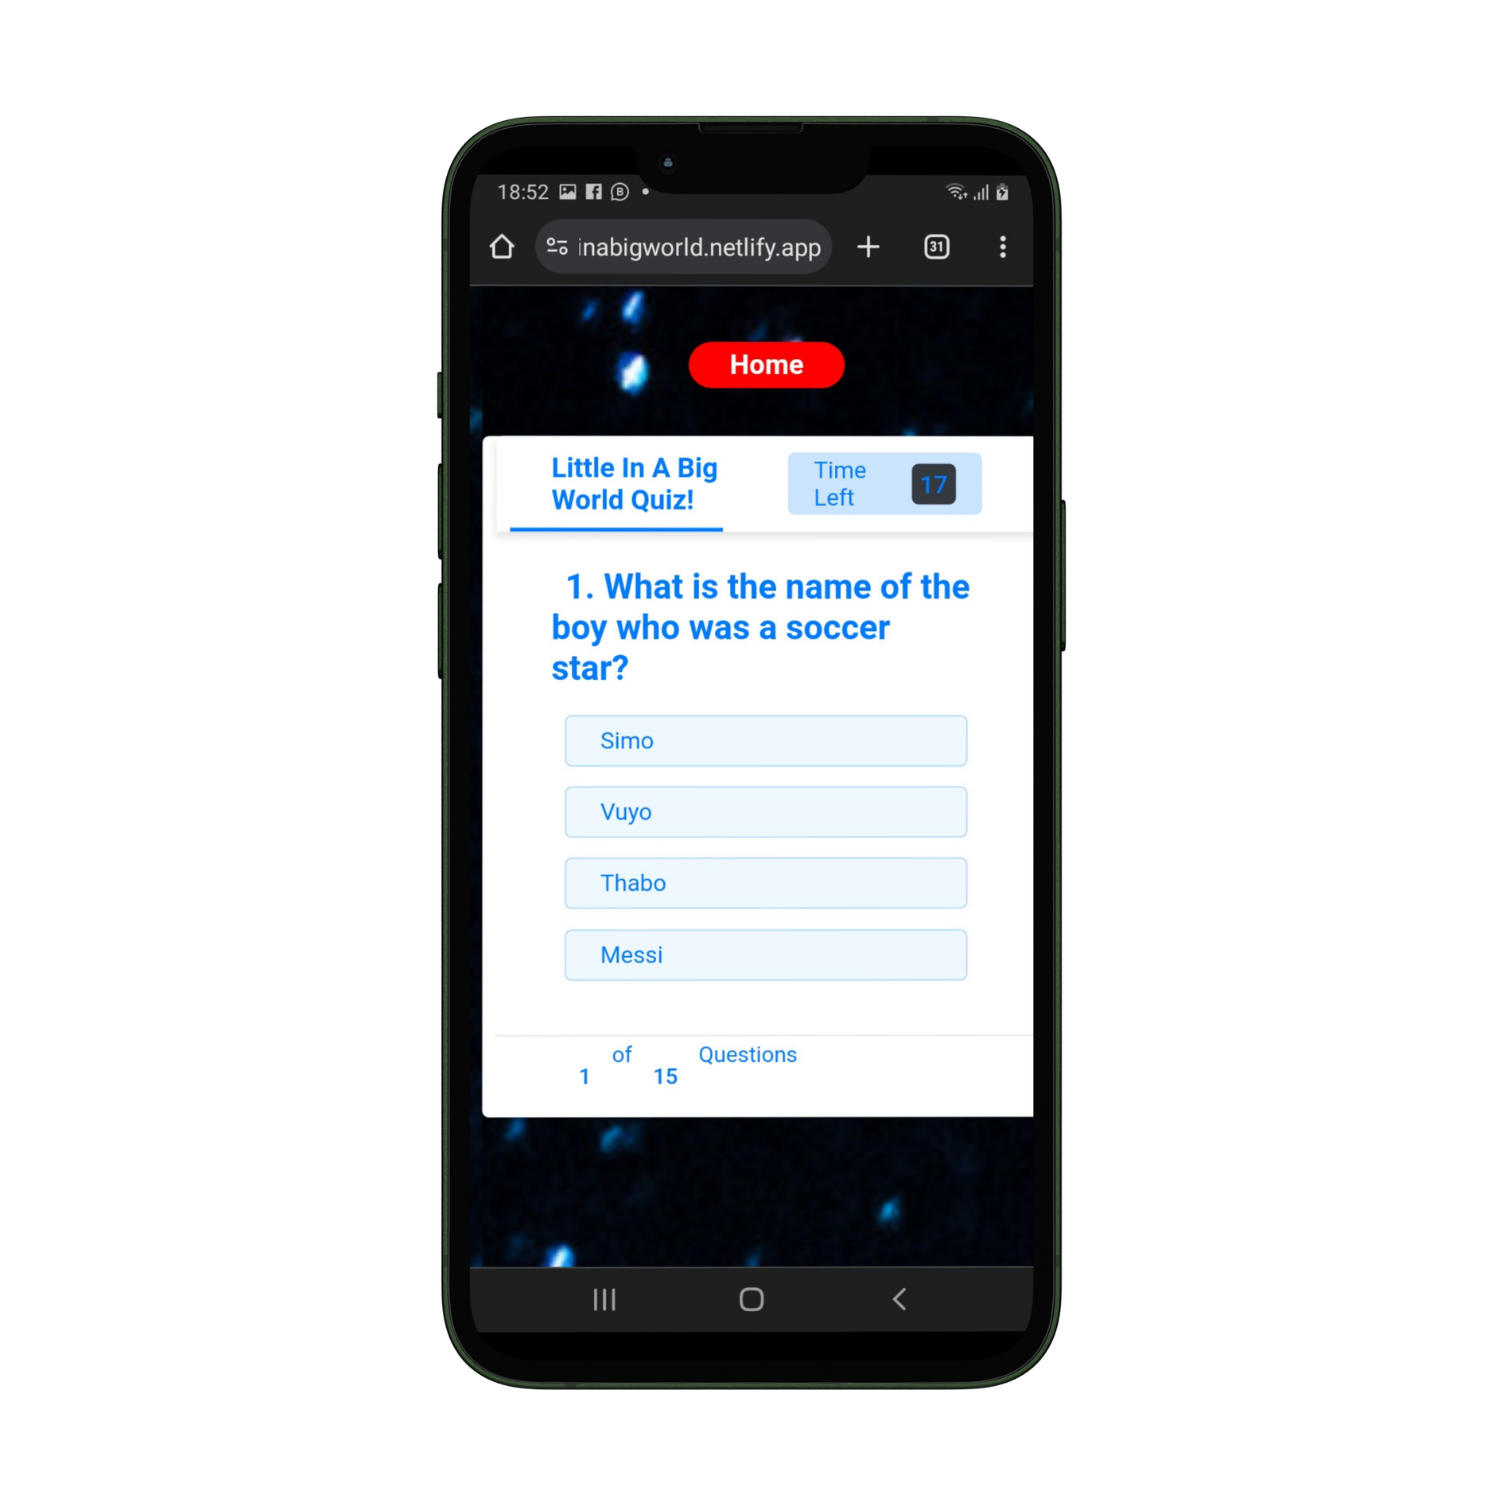 18:52
inabigworld.netlify.app
31
Home
Little In A Big
World Quiz!
Time
Left
17
1. What is the name of the
boy who was a soccer
star?
Simo
Vuyo
Thabo
Messi
1 of 15 Questions